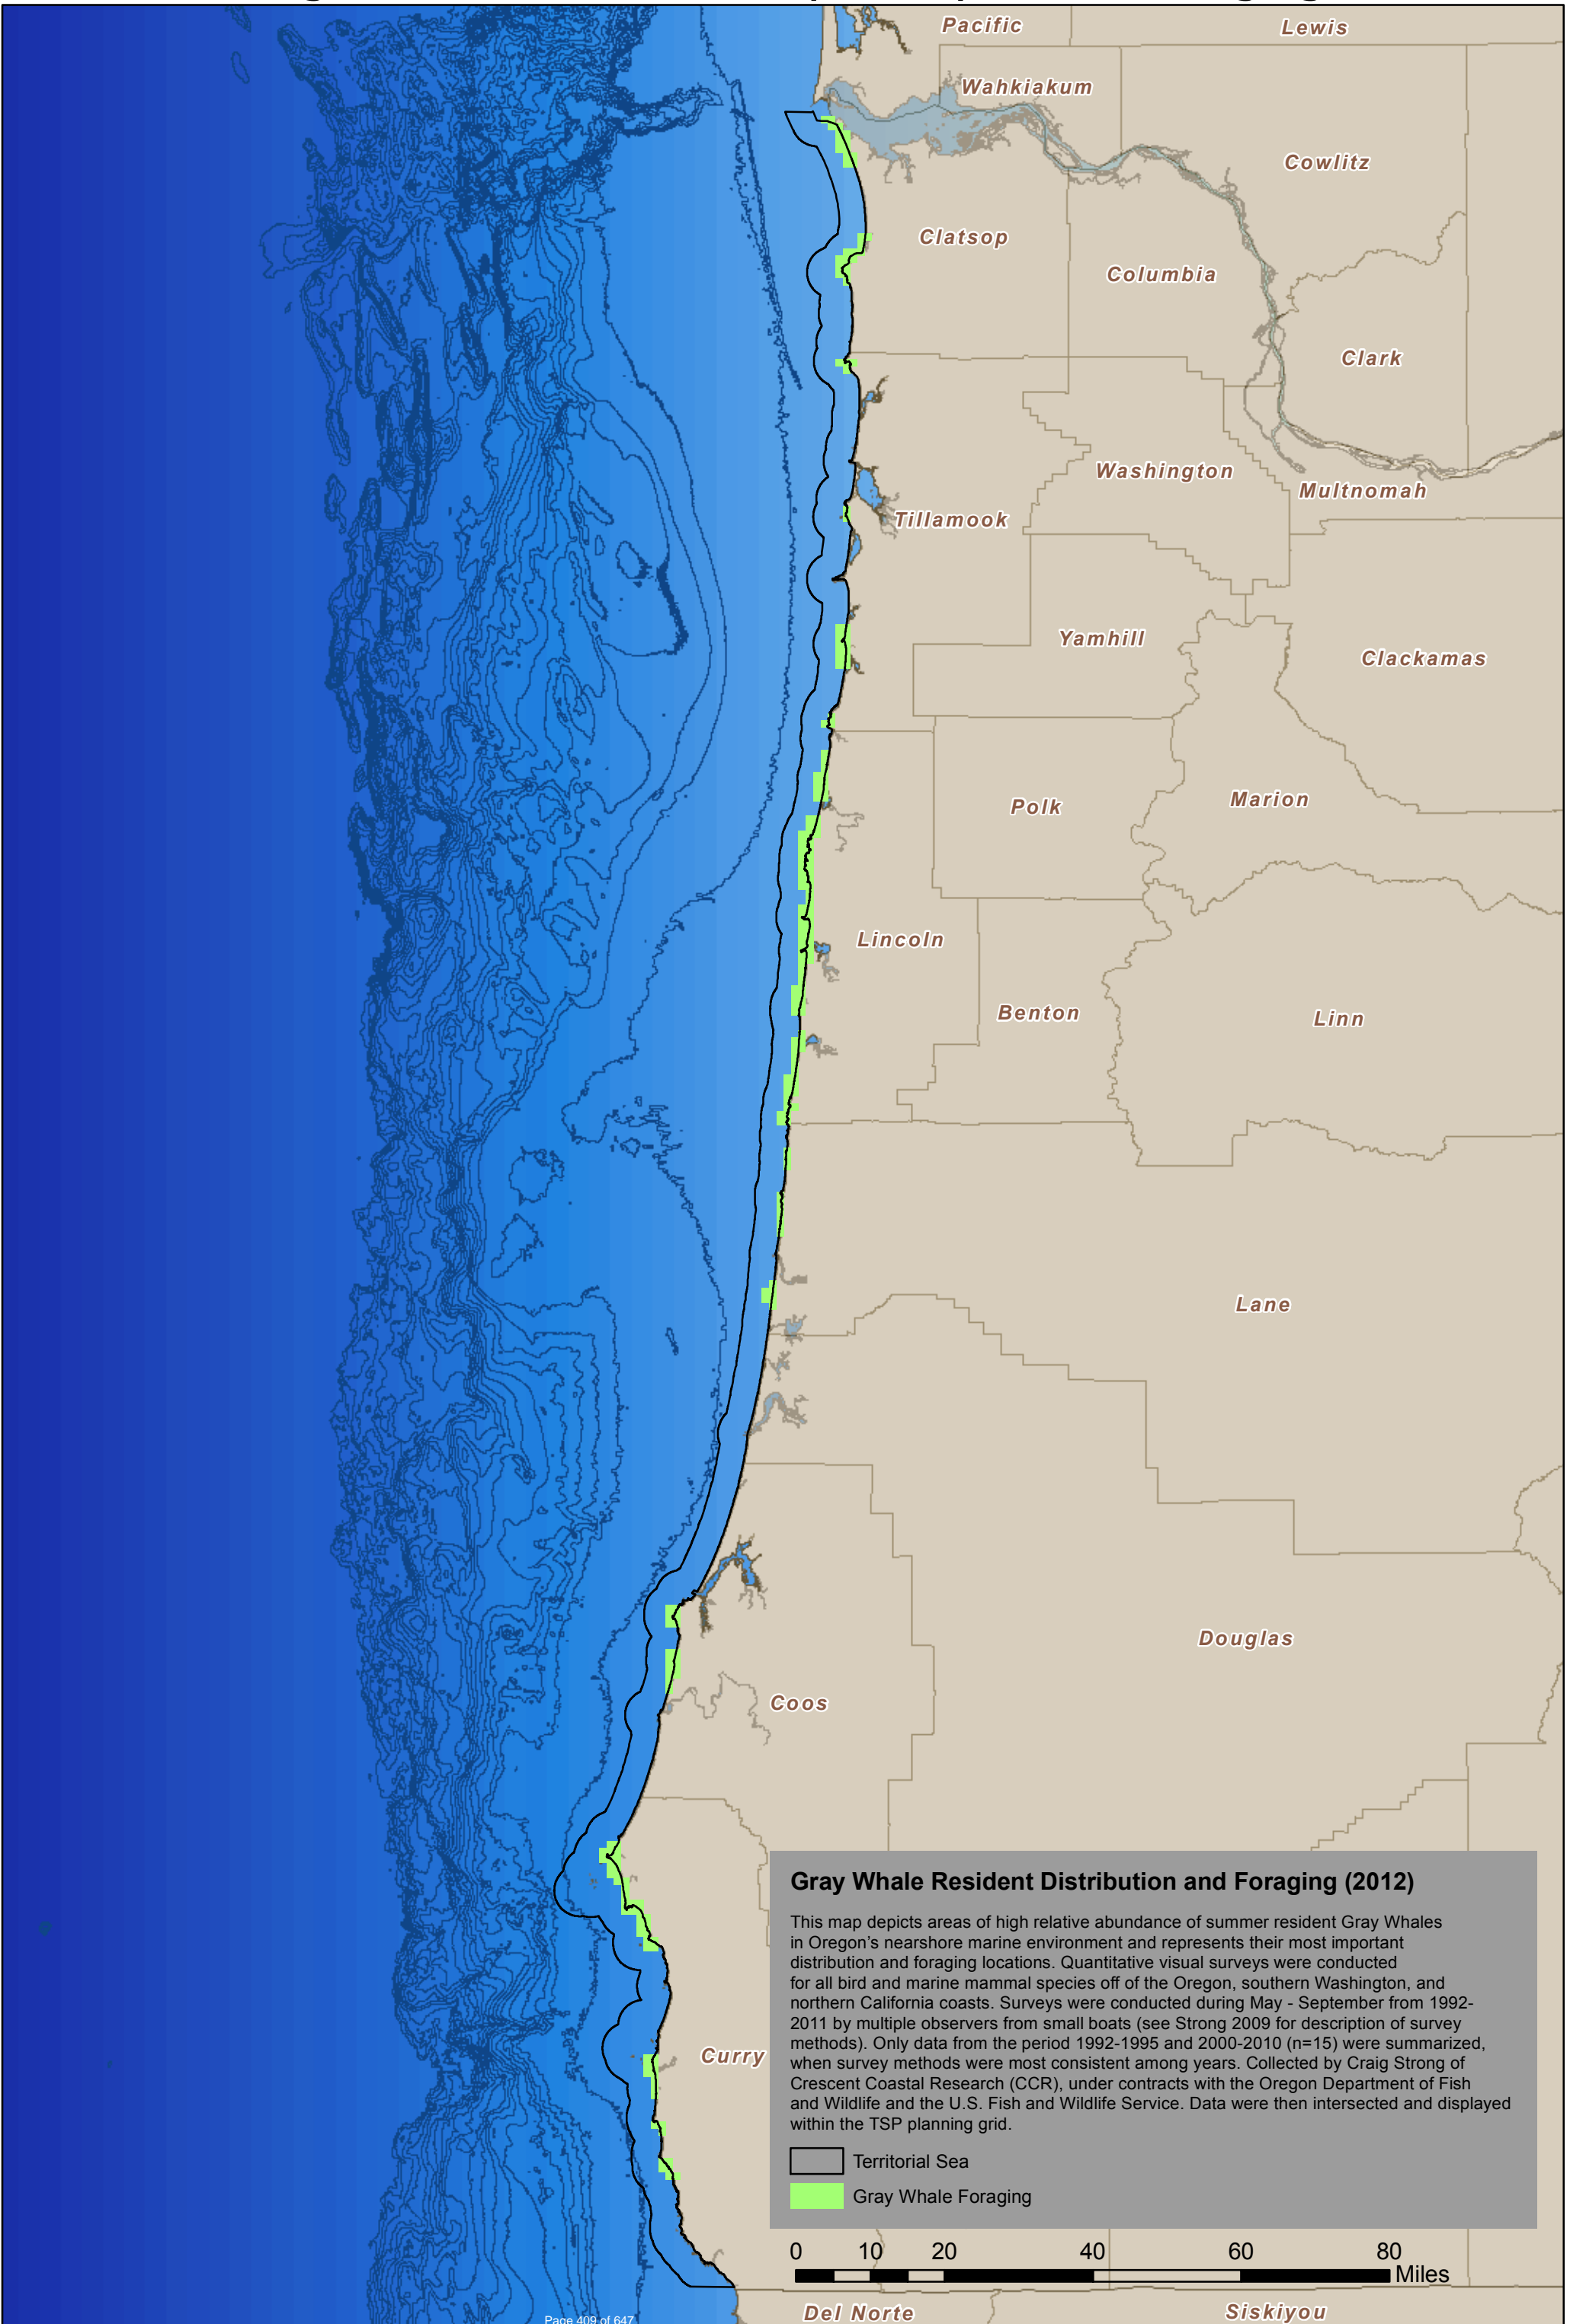 Pacific
Lewis
Wahkiakum
Cowlitz
Clatsop
Columbia
Clark
Washington
Multnomah
Tillamook
Yamhill
Clackamas
Polk
Marion
Lincoln
Benton
Linn
Lane
Douglas
Coos
Curry
Gray Whale Resident Distribution and Foraging (2012)
This map depicts areas of high relative abundance of summer resident Gray Whales
in Oregon's nearshore marine environment and represents their most important
distribution and foraging locations. Quantitative visual surveys were conducted
for all bird and marine mammal species off of the Oregon, southern Washington, and
northern California coasts. Surveys were conducted during May - September from 1992-
2011 by multiple observers from small boats (see Strong 2009 for description of survey
methods). Only data from the period 1992-1995 and 2000-2010 (n=15) were summarized,
when survey methods were most consistent among years. Collected by Craig Strong of
Crescent Coastal Research (CCR), under contracts with the Oregon Department of Fish
and Wildlife and the U.S. Fish and Wildlife Service. Data were then intersected and displayed
within the TSP planning grid.
Territorial Sea
Gray Whale Foraging
0 10 20 40 60 80
Miles
Del Norte
Siskiyou
Page 409 of 647